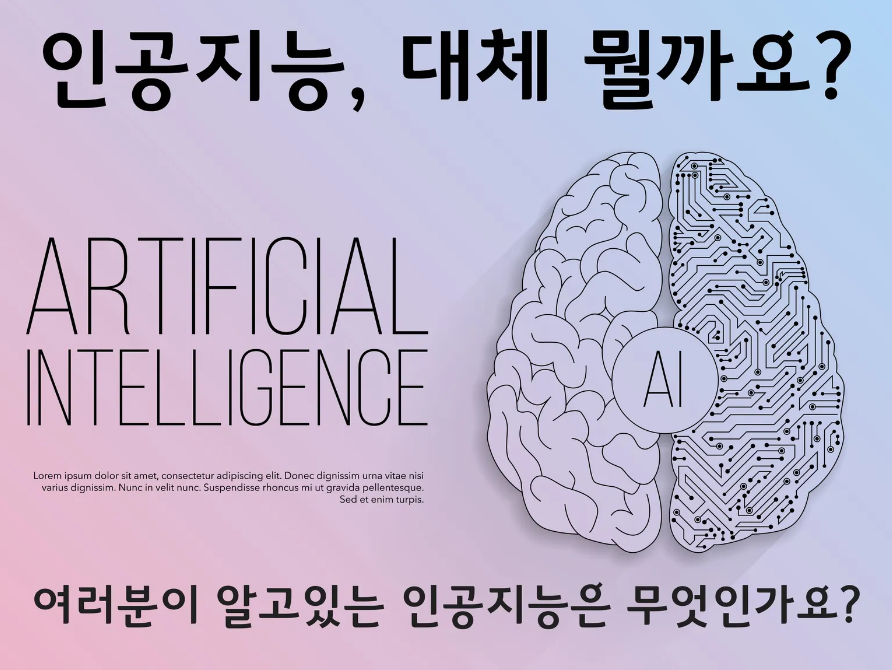 인공지능, 대체 뭘까요?
ARTIFICIAL
INTELLIGENCE
Lorem ipsum dolor sit amet, consectetur adipiscing elit. Donec dignissim urna vitae nisi
varius dignissim. Nunc in velit nunc. Suspendisse rhoncus mi ut gravida pellentesque.
Sed et enim turpis.
AI
여러분이 알고있는 인공지능은 무엇인가요?